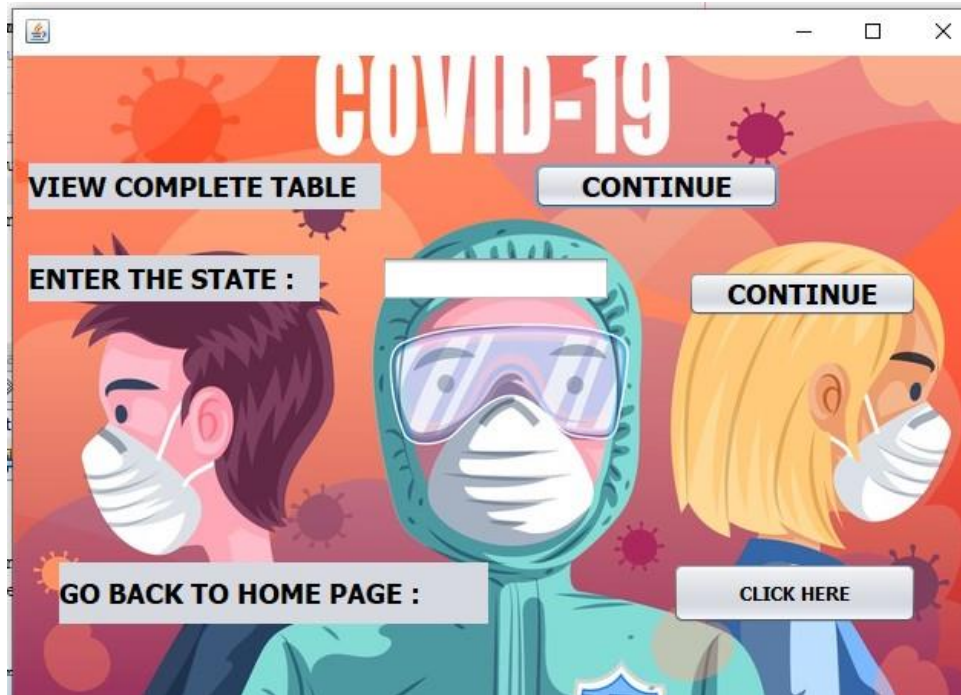 COVID-19
VIEW COMPLETE TABLE CONTINUE
ENTER THE STATE : CONTINUE
GO BACK TO HOME PAGE : CLICK HERE